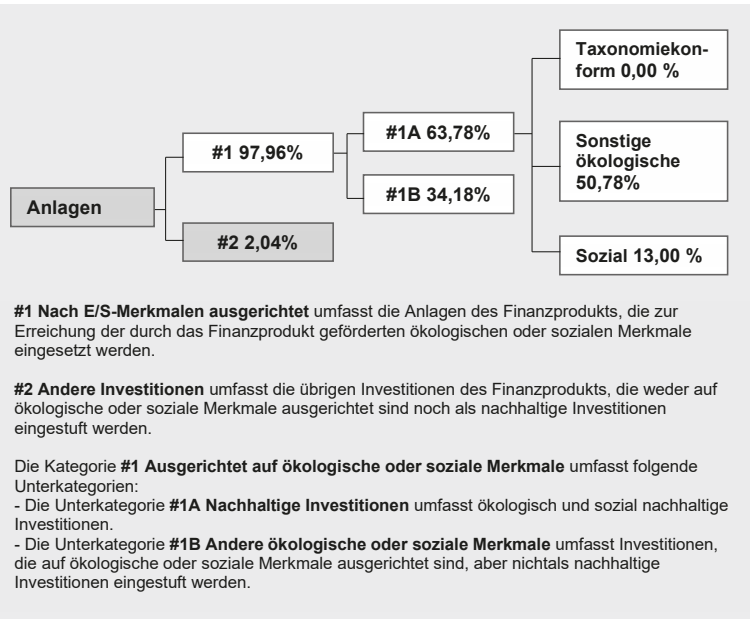 Taxonomiekon-
form 0,00 %
#1A 63,78%
#1 97,96%
Sonstige
ökologische
50,78%
#1B 34,18%
Anlagen
#2 2,04%
Sozial 13,00 %
#1 Nach E/S-Merkmalen ausgerichtet umfasst die Anlagen des Finanzprodukts, die zur
Erreichung der durch das Finanzprodukt geförderten ökologischen oder sozialen Merkmale
eingesetzt werden.
#2 Andere Investitionen umfasst die übrigen Investitionen des Finanzprodukts, die weder auf
ökologische oder soziale Merkmale ausgerichtet sind noch als nachhaltige Investitionen
eingestuft werden.
Die Kategorie #1 Ausgerichtet auf ökologische oder soziale Merkmale umfasst folgende
Unterkategorien:
- Die Unterkategorie #1A Nachhaltige Investitionen umfasst ökologisch und sozial nachhaltige
Investitionen.
- Die Unterkategorie #1B Andere ökologische oder soziale Merkmale umfasst Investitionen,
die auf ökologische oder soziale Merkmale ausgerichtet sind, aber nichtals nachhaltige
Investitionen eingestuft werden.